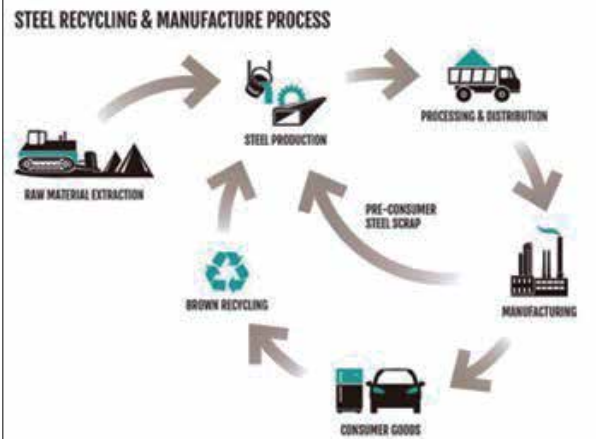 STEEL RECYCLING & MANUFACTURE PROCESS
STEEL PRODUCTION
PROCESSING & DISTRIBUTION
RAW MATERIAL EXTRACTION
PRE-CONSUMER
STEEL SCRAP
BROWN RECYCLING
MANUFACTURING
CONSUMER GOODS